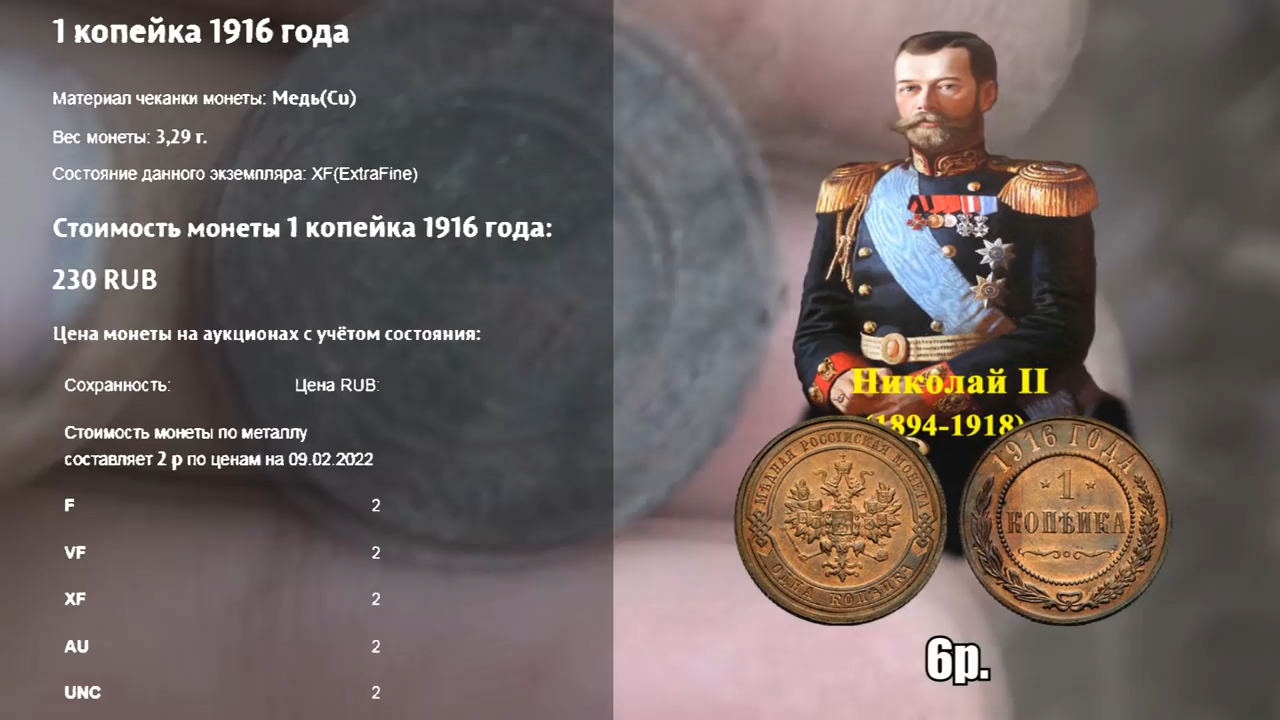 1 копейка 1916 года
Материал чеканки монеты: Медь(Cu)
Вес монеты: 3,29 г.
Состояние данного экземпляра: XF(ExtraFine)
Стоимость монеты 1 копейка 1916 года:
230 RUB
Цена монеты на аукционах с учётом состояния:
Сохранность: Цена RUB:
Стоимость монеты по металлу
составляет 2 р по ценам на 09.02.2022
F 2
VF 2
XF 2
AU 2
UNC 2
Николай II
(1894-1918)
МѢДНАЯ РОССІЙСКАЯ МОНЕТА
ОДНА КОПѢЙКА
1916 ГОДА
1
КОПѢЙКА
6р.